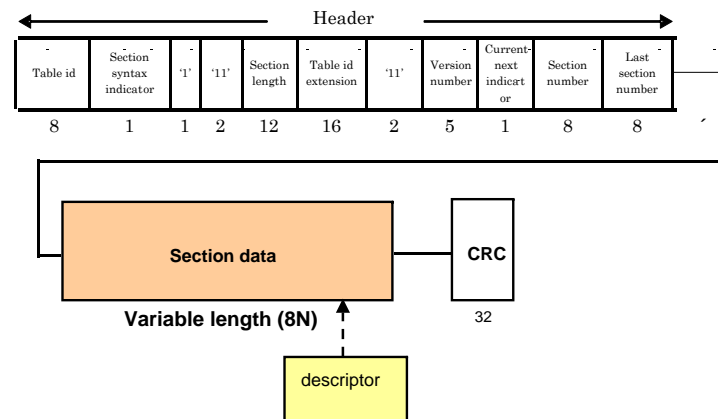 Header
Table id
Section
syntax
indicator
‘1’
‘11’
Section
length
Table id
extension
‘11’
Version
number
Current-
next
indicat
or
Section
number
Last
section
number
8 1 1 2 12 16 2 5 1 8 8
Section data
CRC
Variable length (8N)
32
descriptor